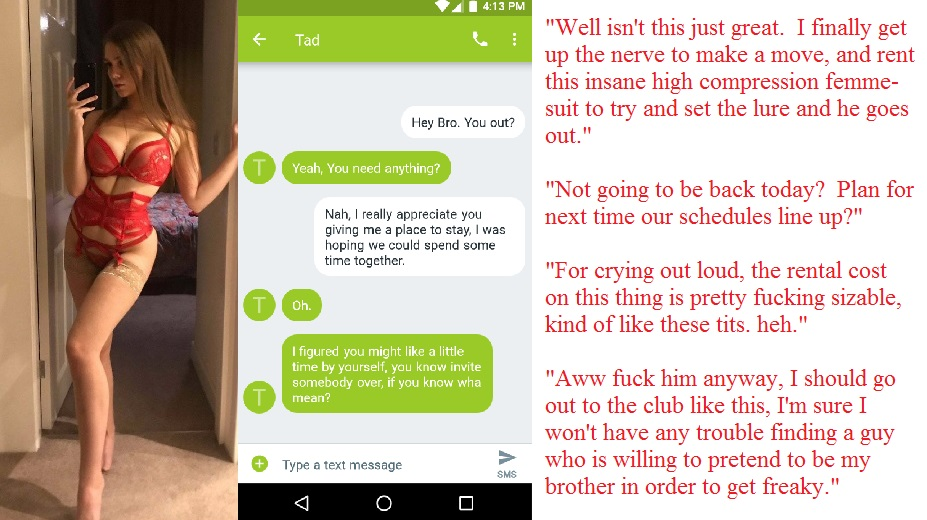 4:13 PM
Tad
Hey Bro. You out?
T
Yeah, You need anything?
Nah, I really appreciate you
giving me a place to stay, I was
hoping we could spend some
time together.
T
Oh.
I figured you might like a little
time by yourself, you know invite
somebody over, if you know wha
mean?
T
Type a text message
SMS
"Well isn't this just great.  I finally get
up the nerve to make a move, and rent
this insane high compression femme-
suit to try and set the lure and he goes
out."
"Not going to be back today?  Plan for
next time our schedules line up?"
"For crying out loud, the rental cost
on this thing is pretty fucking sizable,
kind of like these tits. heh."
"Aww fuck him anyway, I should go
out to the club like this, I'm sure I
won't have any trouble finding a guy
who is willing to pretend to be my
brother in order to get freaky."